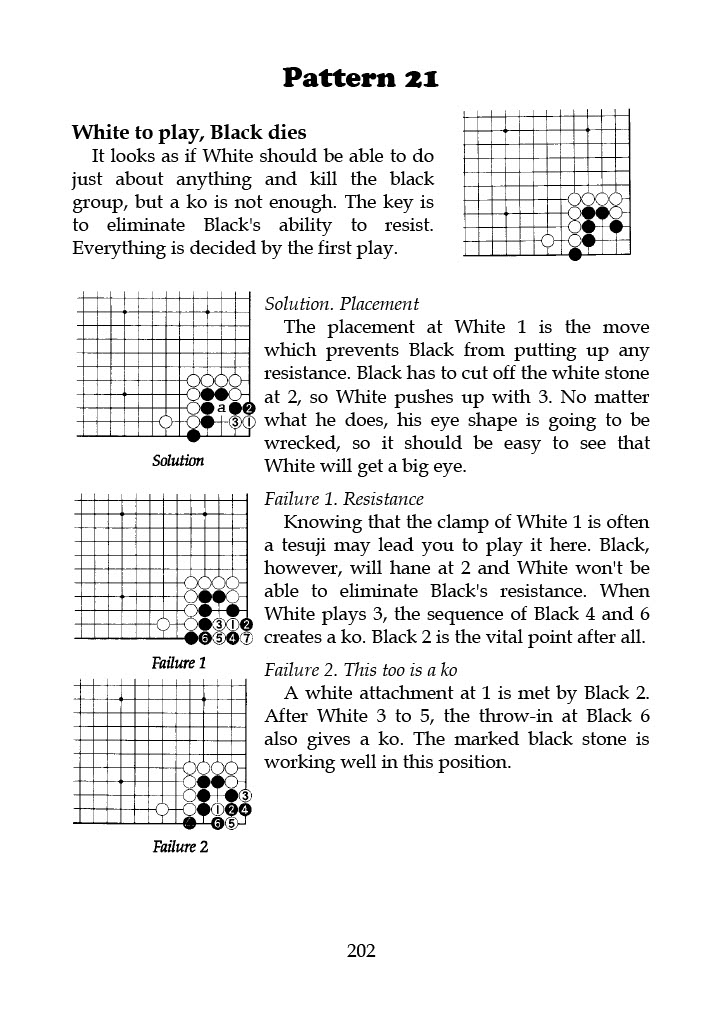 Pattern 21
White to play, Black dies
It looks as if White should be able to do
just about anything and kill the black
group, but a ko is not enough. The key is
to eliminate Black's ability to resist.
Everything is decided by the first play.
Solution. Placement
The placement at White 1 is the move
which prevents Black from putting up any
resistance. Black has to cut off the white stone
at 2, so White pushes up with 3. No matter
what he does, his eye shape is going to be
wrecked, so it should be easy to see that
White will get a big eye.
a 2
3 1
Solution
Failure 1. Resistance
Knowing that the clamp of White 1 is often
a tesuji may lead you to play it here. Black,
however, will hane at 2 and White won't be
able to eliminate Black's resistance. When
White plays 3, the sequence of Black 4 and 6
creates a ko. Black 2 is the vital point after all.
3 1 2
6 5 4 7
Failure 1
Failure 2. This too is a ko
A white attachment at 1 is met by Black 2.
After White 3 to 5, the throw-in at Black 6
also gives a ko. The marked black stone is
working well in this position.
3
1 2 4
6 5
Failure 2
202